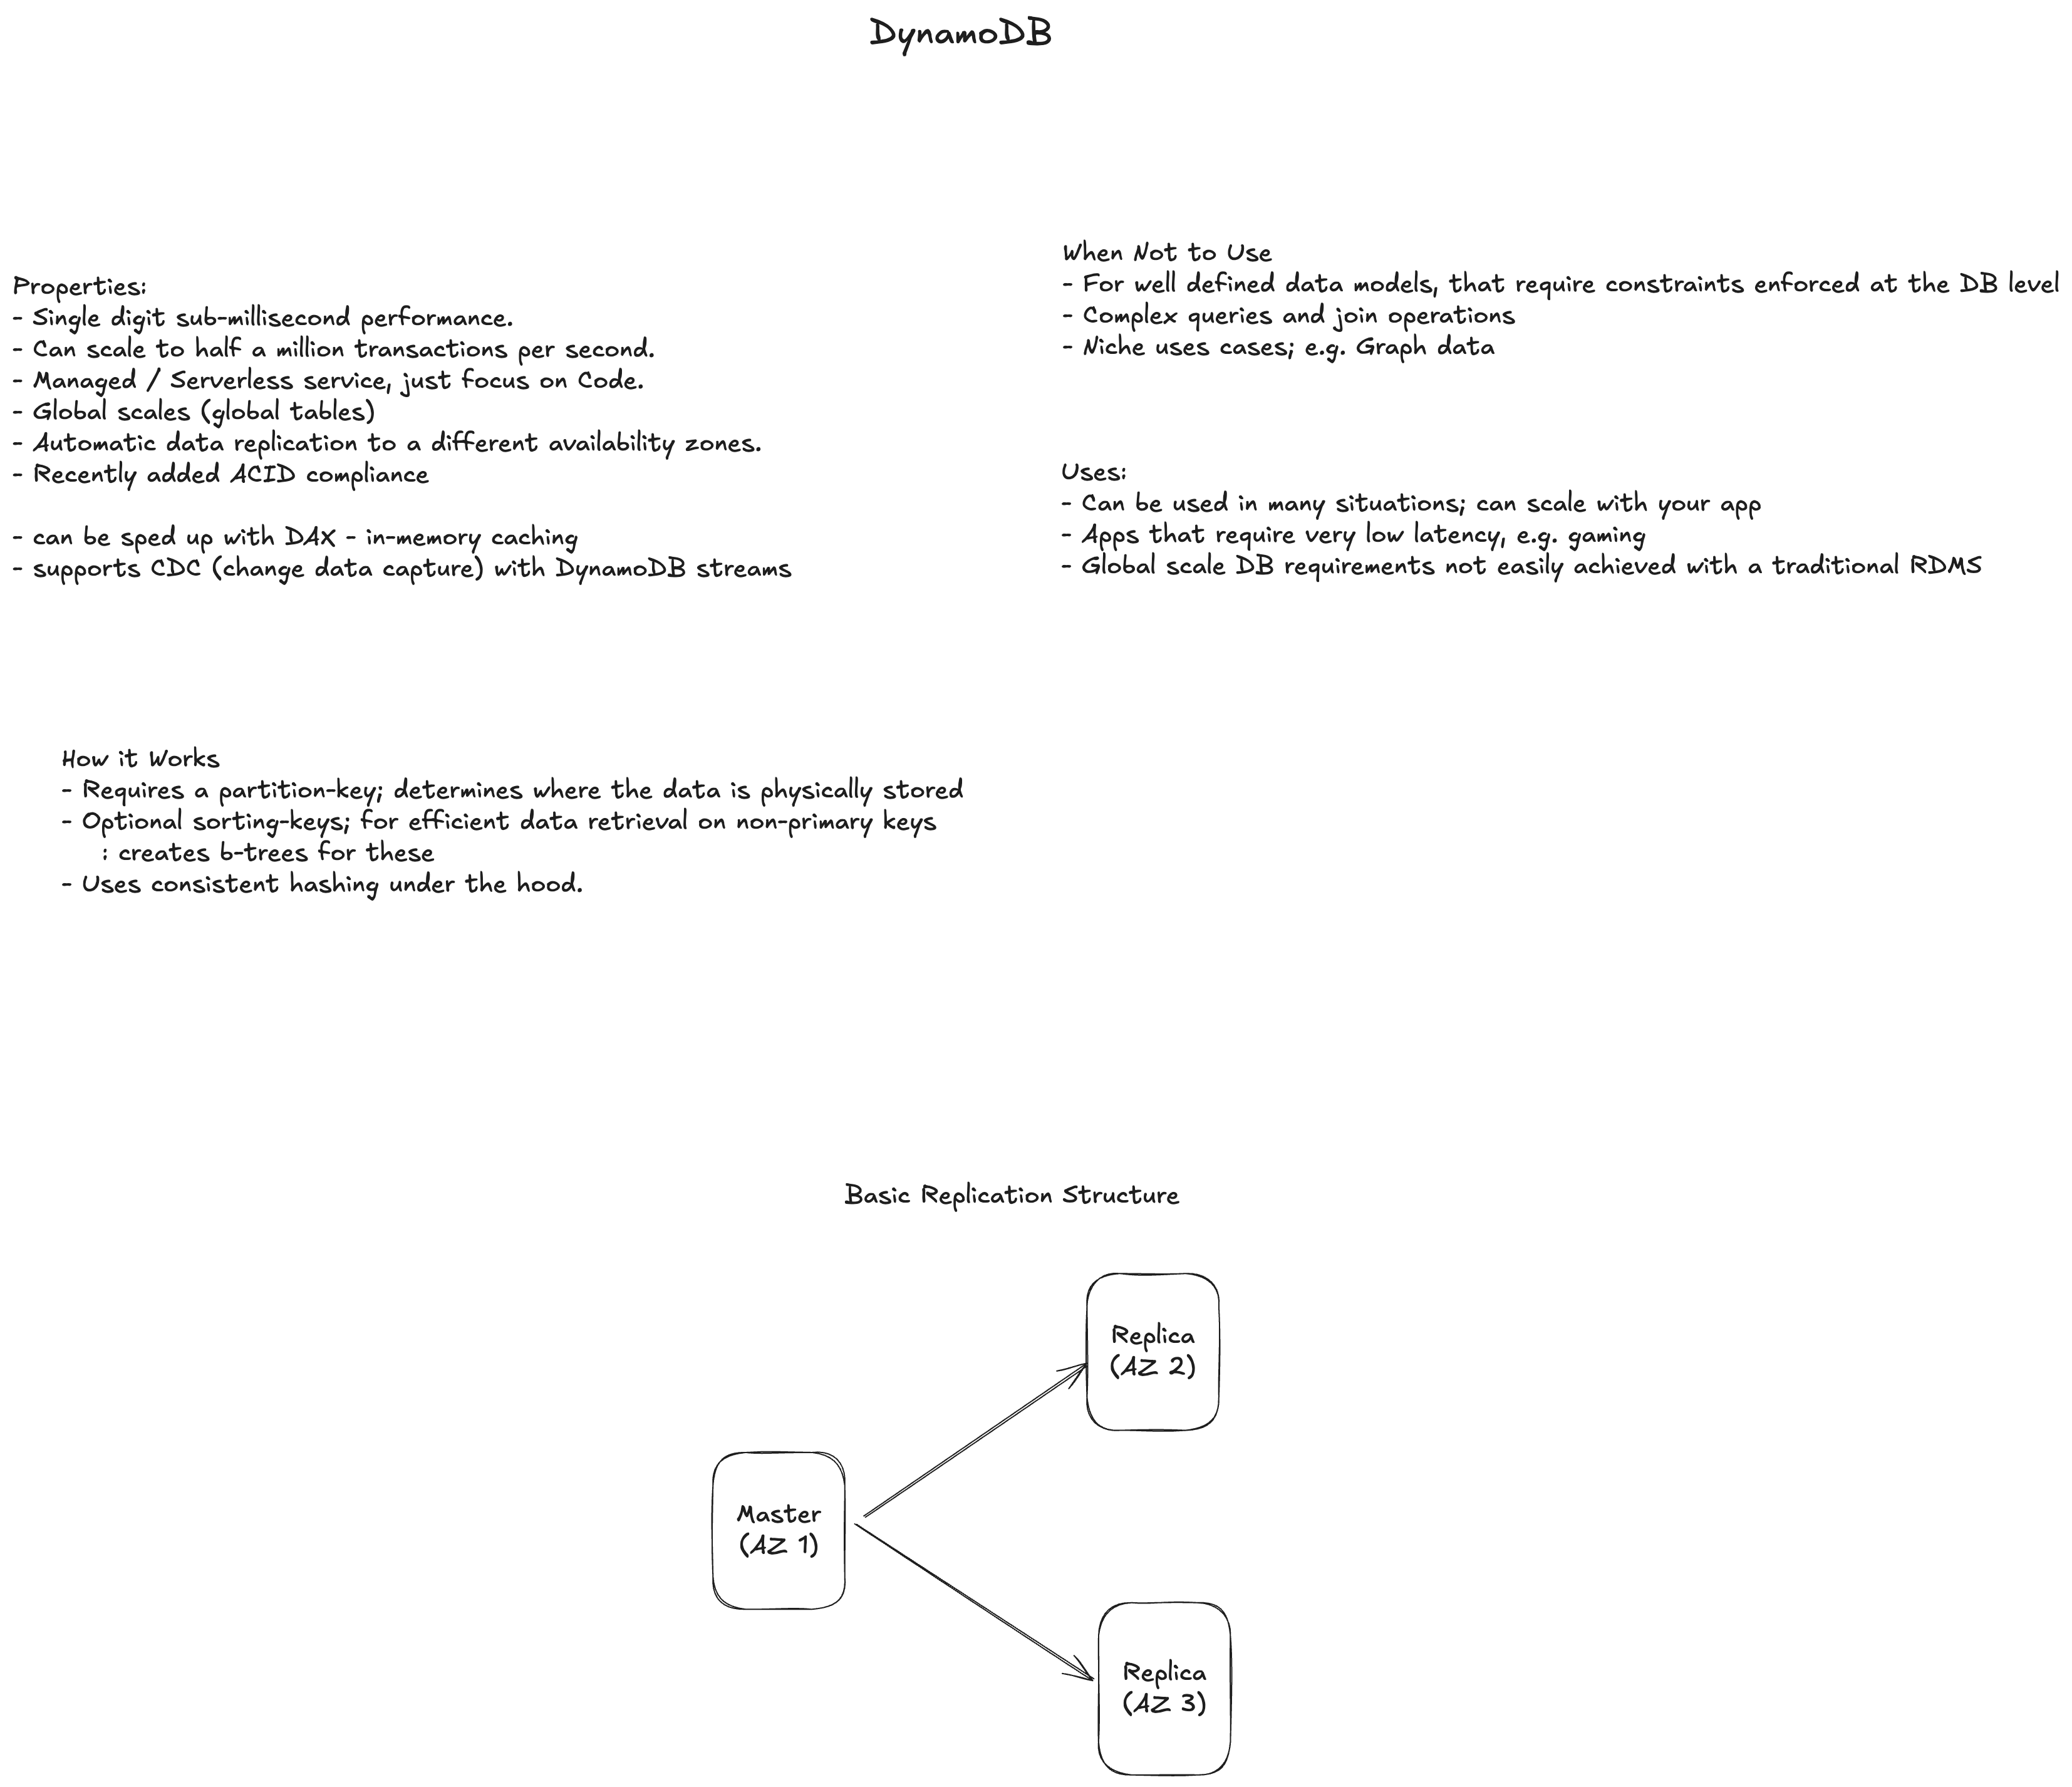 DynamoDB
Properties:
- Single digit sub-millisecond performance.
- Can scale to half a million transactions per second.
- Managed / Serverless service, just focus on Code.
- Global scales (global tables)
- Automatic data replication to a different availability zones.
- Recently added ACID compliance
- can be sped up with DAX - in-memory caching
- supports CDC (change data capture) with DynamoDB streams
When Not to Use
- For well defined data models, that require constraints enforced at the DB level
- Complex queries and join operations
- Niche uses cases; e.g. Graph data
Uses:
- Can be used in many situations; can scale with your app
- Apps that require very low latency, e.g. gaming
- Global scale DB requirements not easily achieved with a traditional RDMS
How it Works
- Requires a partition-key; determines where the data is physically stored
- Optional sorting-keys; for efficient data retrieval on non-primary keys
: creates b-trees for these
- Uses consistent hashing under the hood.
Basic Replication Structure
Replica
(AZ 2)
Master
(AZ 1)
Replica
(AZ 3)